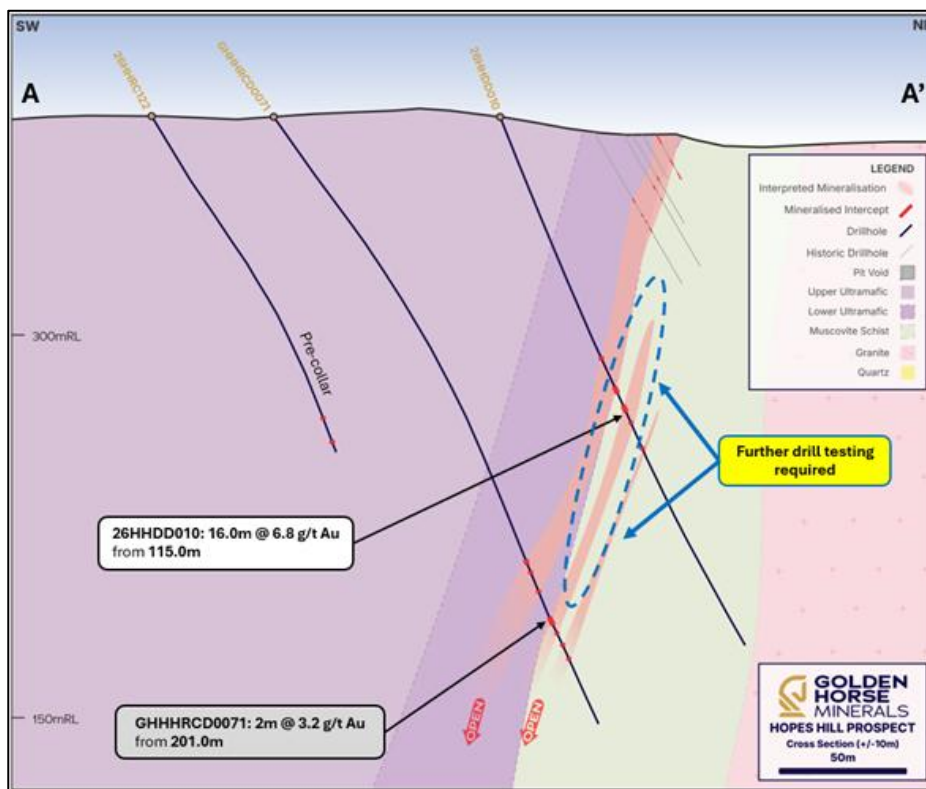 SW
NE
A
A'
26HHRC122
GHHHRCD0071
26HHDD010
LEGEND
Interpreted Mineralisation
Mineralised Intercept
Drillhole
Historic Drillhole
Pit Void
Upper Ultramafic
Lower Ultramafic
Muscovite Schist
Granite
Quartz
300mRL
Pre-collar
Further drill testing
required
26HHDD010: 16.0m @ 6.8 g/t Au
from 115.0m
GHHHRCD0071: 2m @ 3.2 g/t Au
from 201.0m
150mRL
OPEN
OPEN
GOLDEN
HORSE
MINERALS
HOPES HILL PROSPECT
Cross Section (+/-10m)
50m